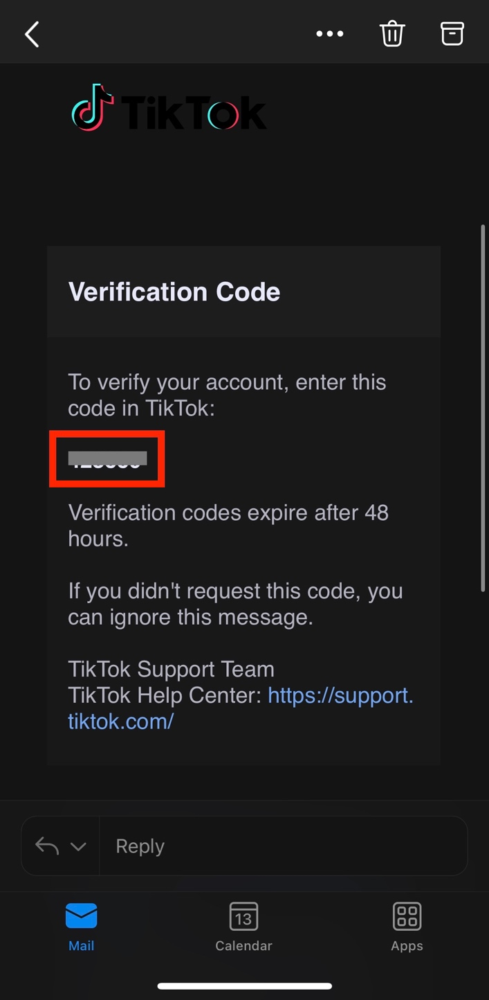 TikTok
Verification Code
To verify your account, enter this
code in TikTok:
Verification codes expire after 48
hours.
If you didn't request this code, you
can ignore this message.
TikTok Support Team
TikTok Help Center: https://support.
tiktok.com/
Reply
13
Mail
Calendar
Apps